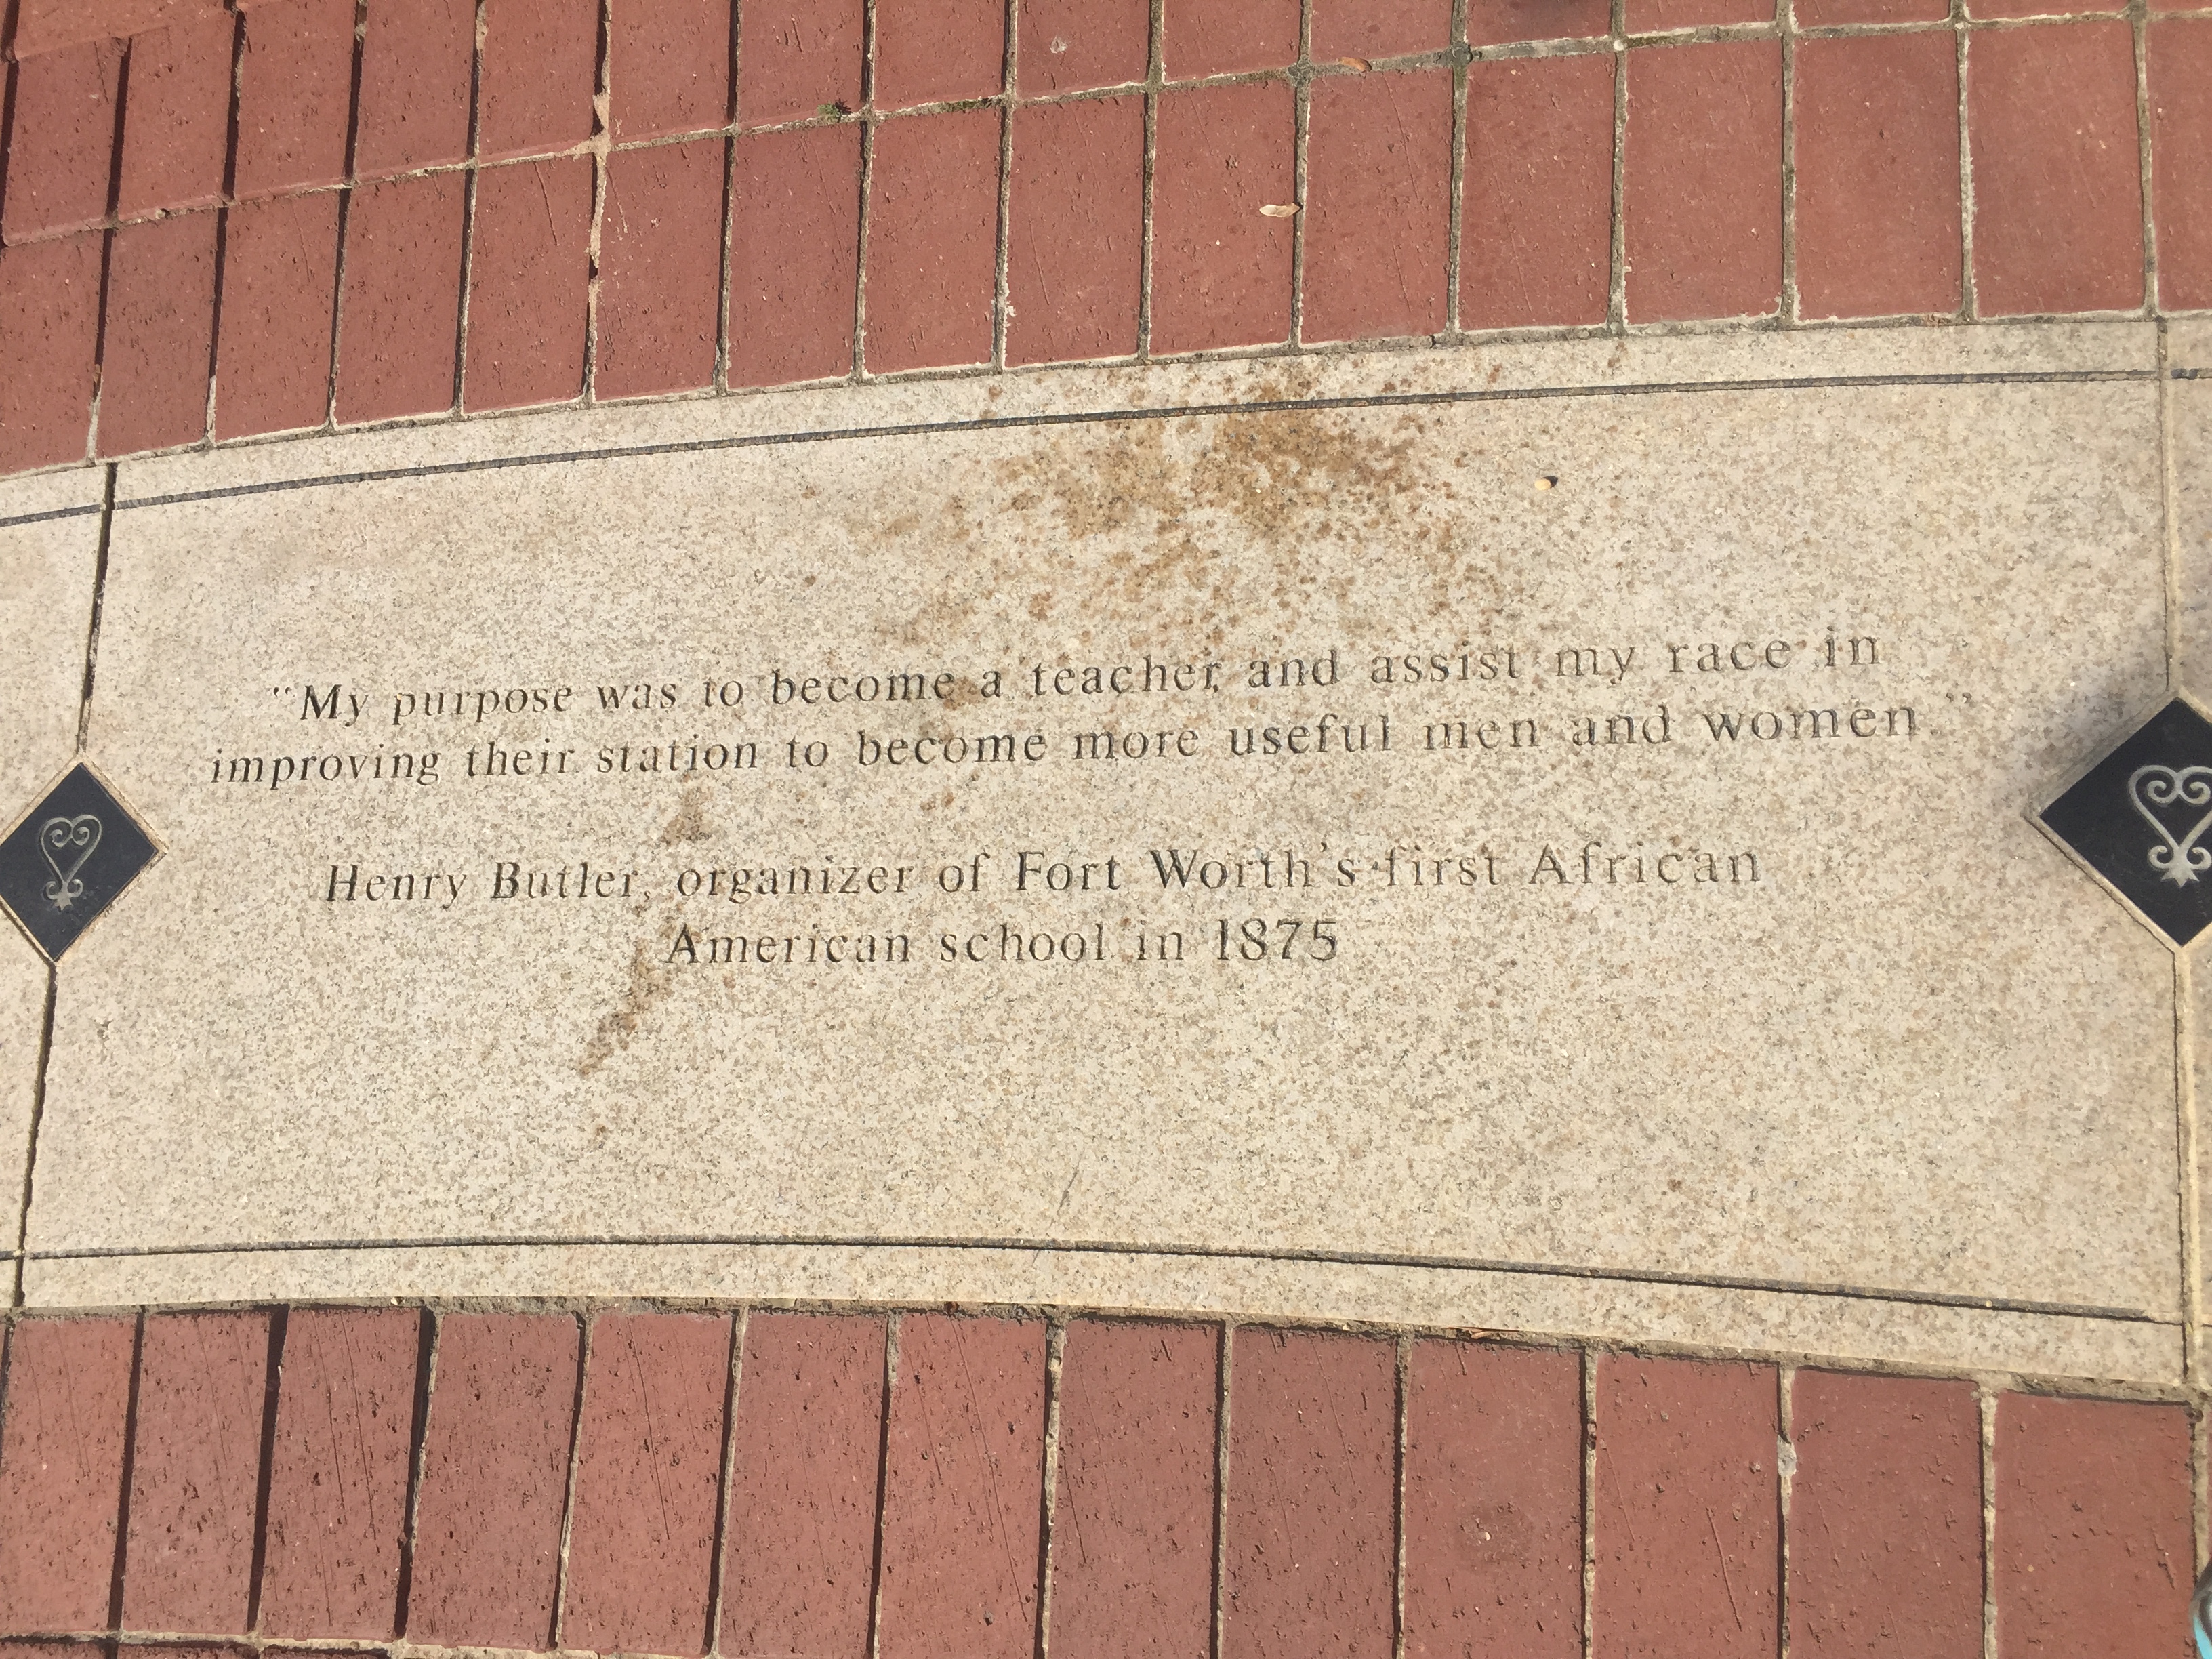 "My purpose was to become a teacher, and assist my race in
improving their station to become more useful men and women."
Henry Butler, organizer of Fort Worth's first African
American school in 1875